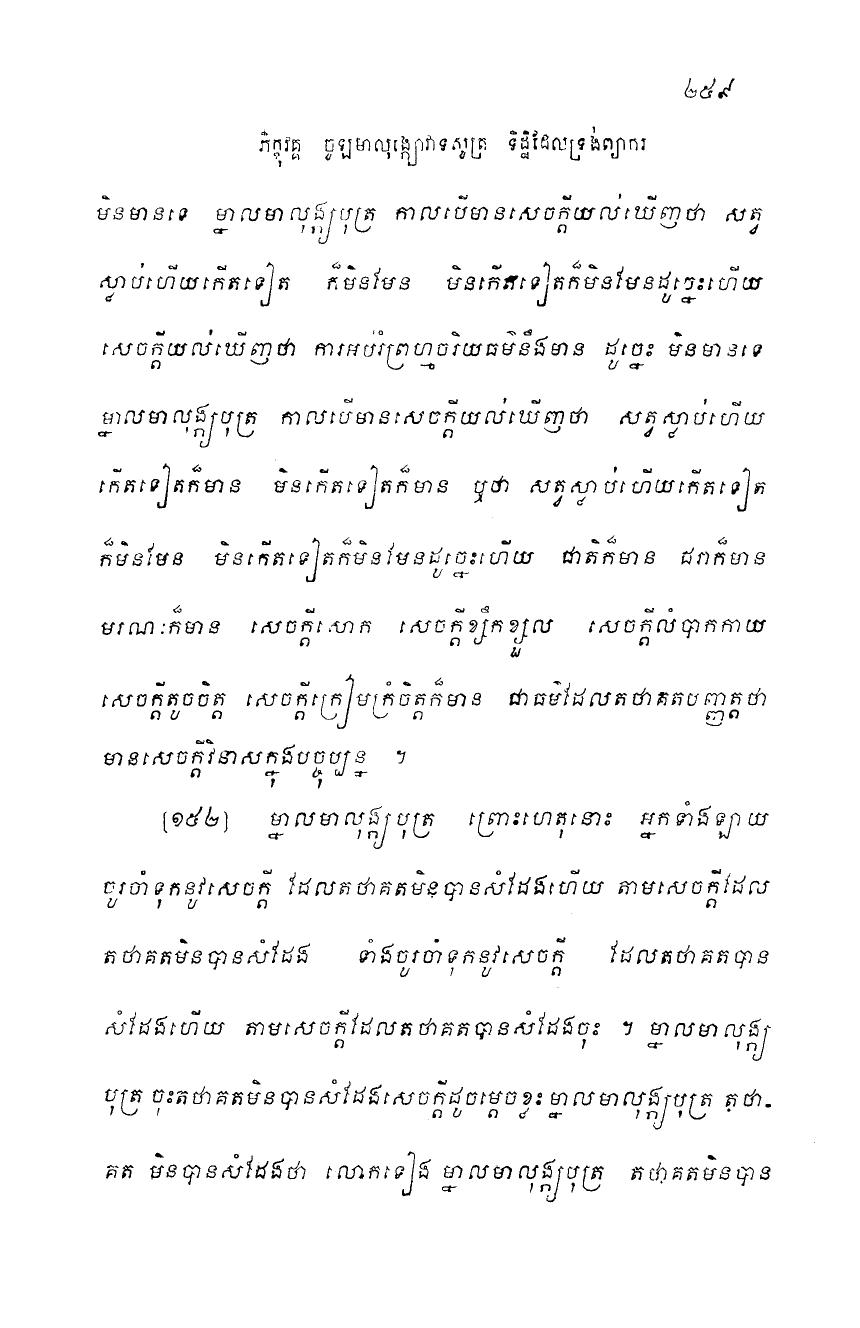 ២៥៩
ភិក្ខុវគ្គ ចូឡមាលុង្ក្យោវាទសូត្រ ទិដ្ឋិដែលទ្រង់ព្យាករ
មិនមានទេ ម្នាលមាលុង្ក្យបុត្រ កាលបើមានសេចក្តីយល់ឃើញថា សត្វ
ស្លាប់ហើយកើតទៀត ក៏មិនមែន មិនកើតទៀតក៏មិនមែនដូច្នេះហើយ
សេចក្តីយល់ឃើញថា ការអប់រំព្រហ្មចរិយធម៌នឹងមាន ដូច្នេះ មិនមានទេ
ម្នាលមាលុង្ក្យបុត្រ កាលបើមានសេចក្តីយល់ឃើញថា សត្វស្លាប់ហើយ
កើតទៀតក៏មាន មិនកើតទៀតក៏មាន ឬថា សត្វស្លាប់ហើយកើតទៀត
ក៏មិនមែន មិនកើតទៀតក៏មិនមែនដូច្នេះហើយ ជាតិក៏មាន ជរាក៏មាន
មរណៈក៏មាន សេចក្តីសោក សេចក្តីខ្សឹកខ្សួល សេចក្តីលំបាកកាយ
សេចក្តីតូចចិត្ត សេចក្តីក្រៀមក្រំចិត្តក៏មាន ជាធម៌ដែលតថាគតបញ្ញត្តថា
មានសេចក្តីវិនាសក្នុងបច្ចុប្បន្ន ។
[១៥២] ម្នាលមាលុង្ក្យបុត្រ ព្រោះហេតុនោះ អ្នកទាំងឡាយ
ចូរចាំទុកនូវសេចក្តី ដែលតថាគតមិនបានសំដែងហើយ តាមសេចក្តីដែល
តថាគតមិនបានសំដែង ទាំងចូរចាំទុកនូវសេចក្តី ដែលតថាគតបាន
សំដែងហើយ តាមសេចក្តីដែលតថាគតបានសំដែងចុះ ។ ម្នាលមាលុង្ក្យ
បុត្រ ចុះតថាគតមិនបានសំដែងសេចក្តីដូចម្តេចខ្លះ ម្នាលមាលុង្ក្យបុត្រ តថា-
គត មិនបានសំដែងថា លោកទៀង ម្នាលមាលុង្ក្យបុត្រ តថាគតមិនបាន